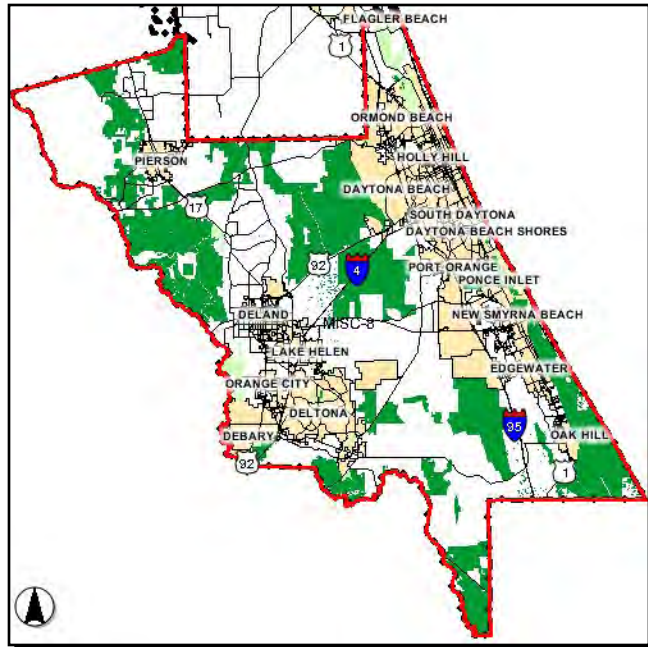 FLAGLER BEACH
1
ORMOND BEACH
HOLLY HILL
PIERSON
DAYTONA BEACH
17
SOUTH DAYTONA
DAYTONA BEACH SHORES
92
4
PORT ORANGE
PONCE INLET
DELAND
MISC-8
NEW SMYRNA BEACH
LAKE HELEN
EDGEWATER
ORANGE CITY
DELTONA
95
DEBARY
OAK HILL
92
1